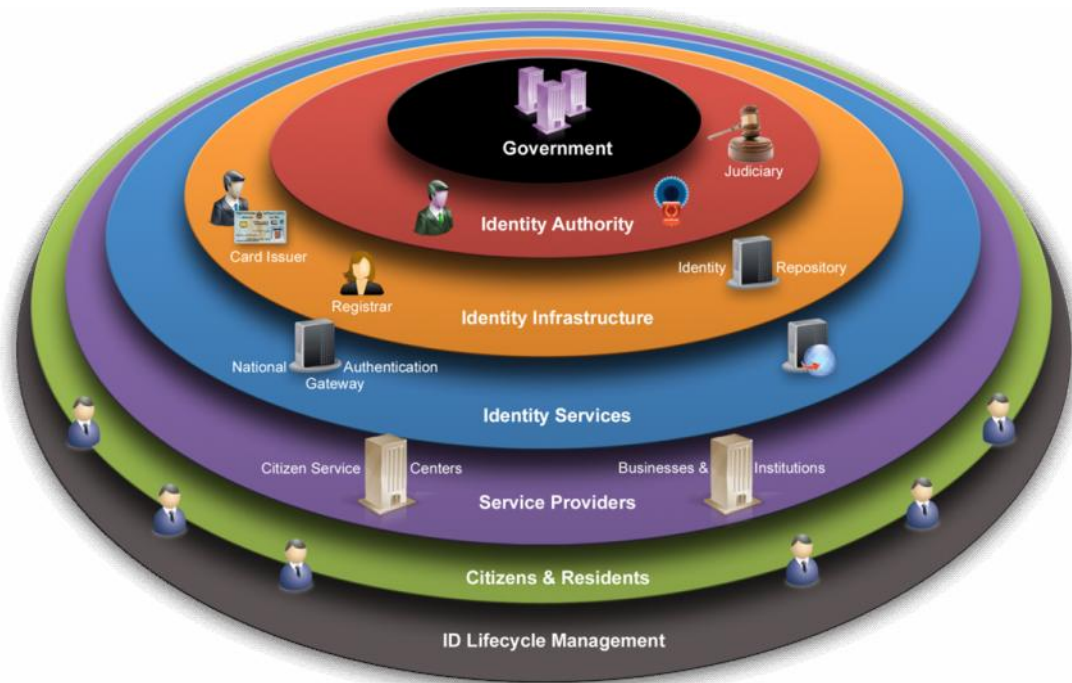 Government
Judiciary
Identity Authority
Card Issuer
Identity Repository
Registrar
Identity Infrastructure
National Authentication
Gateway
Identity Services
Citizen Service Centers
Businesses & Institutions
Service Providers
Citizens & Residents
ID Lifecycle Management